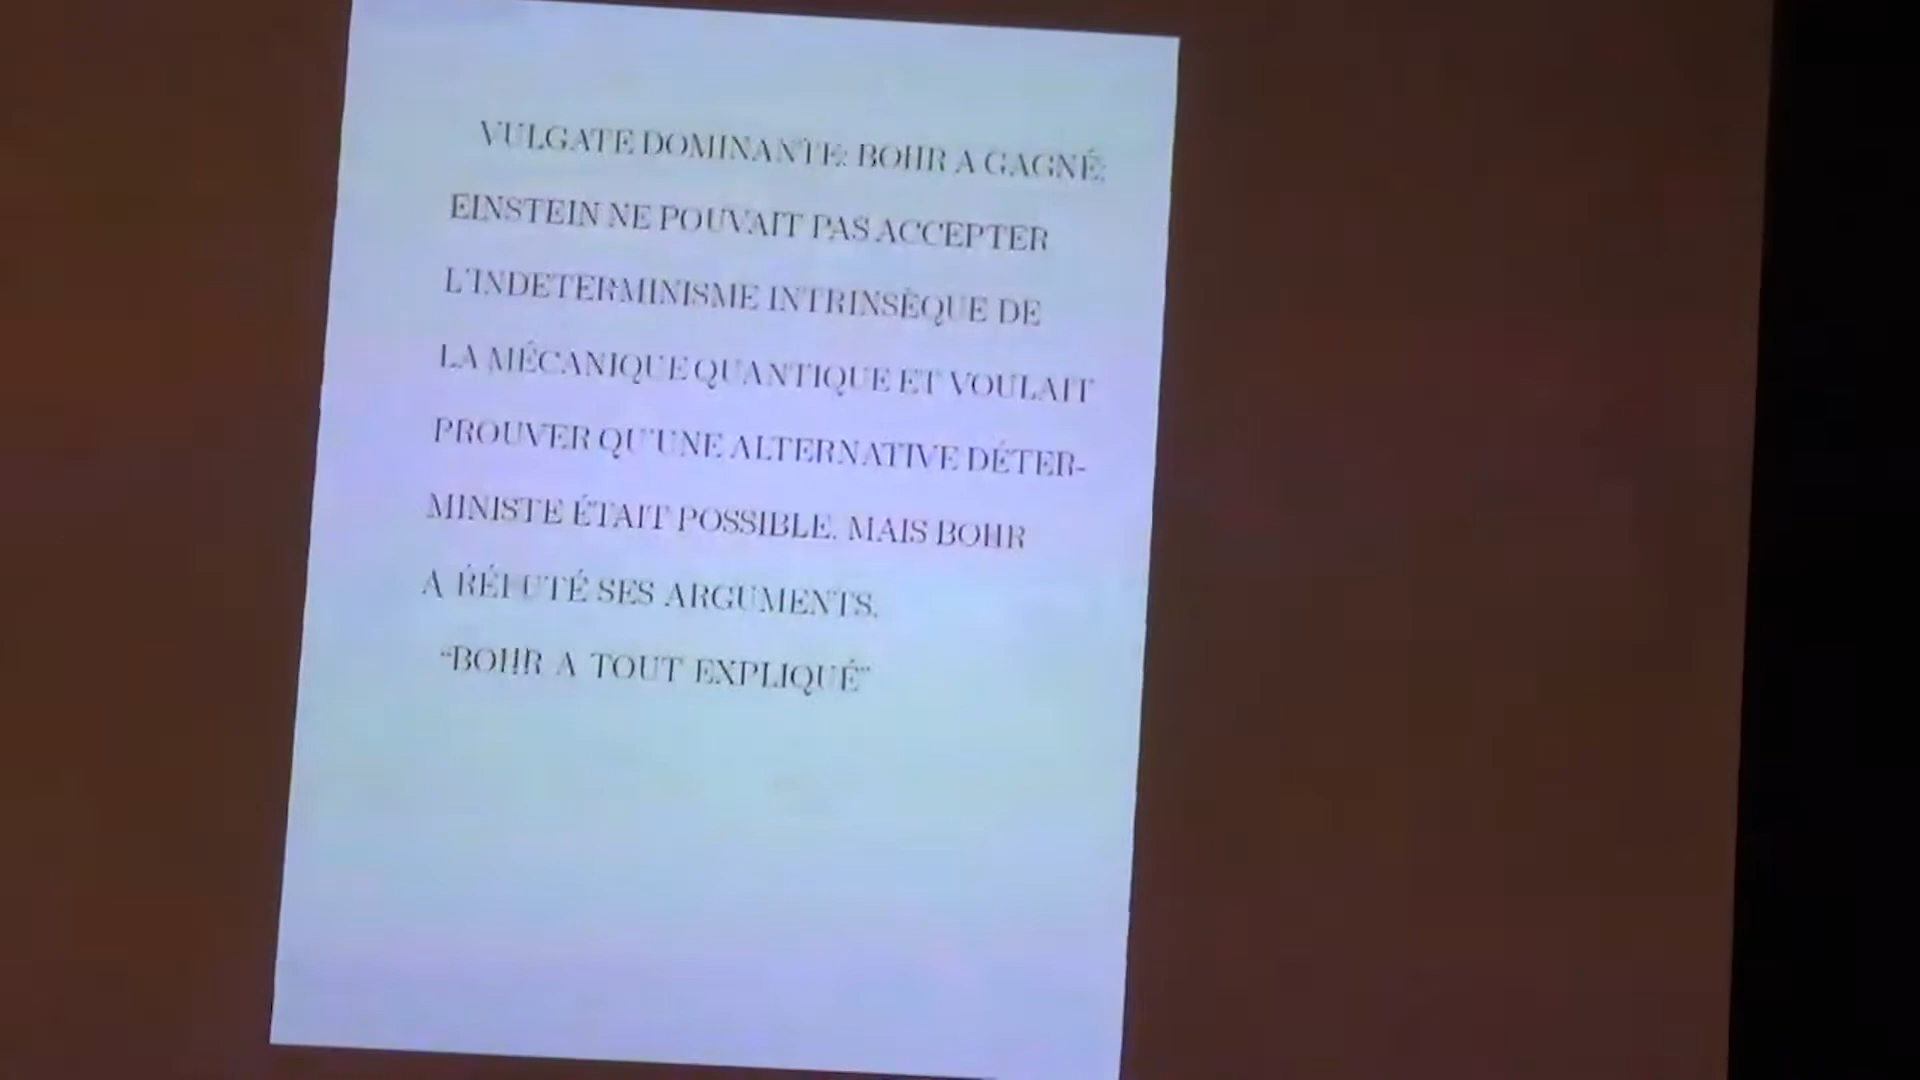 VULGATE DOMINANTE: BOHR A GAGNÉ:
EINSTEIN NE POUVAIT PAS ACCEPTER
L'INDETERMINISME INTRINSÈQUE DE
LA MÉCANIQUE QUANTIQUE ET VOULAIT
PROUVER QU'UNE ALTERNATIVE DÉTER-
MINISTE ÉTAIT POSSIBLE. MAIS BOHR
A RÉFUTÉ SES ARGUMENTS.
“BOHR A TOUT EXPLIQUÉ”